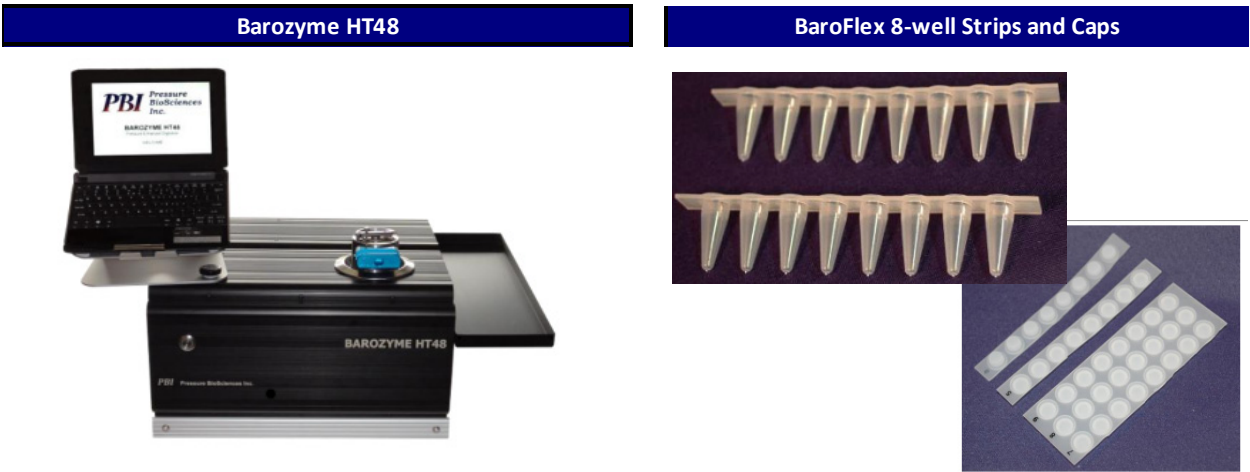 Barozyme HT48
BaroFlex 8-well Strips and Caps
PBI Pressure
BioSciences
Inc.
BAROZYME HT48
BAROZYME HT48
PBI Pressure BioSciences Inc.